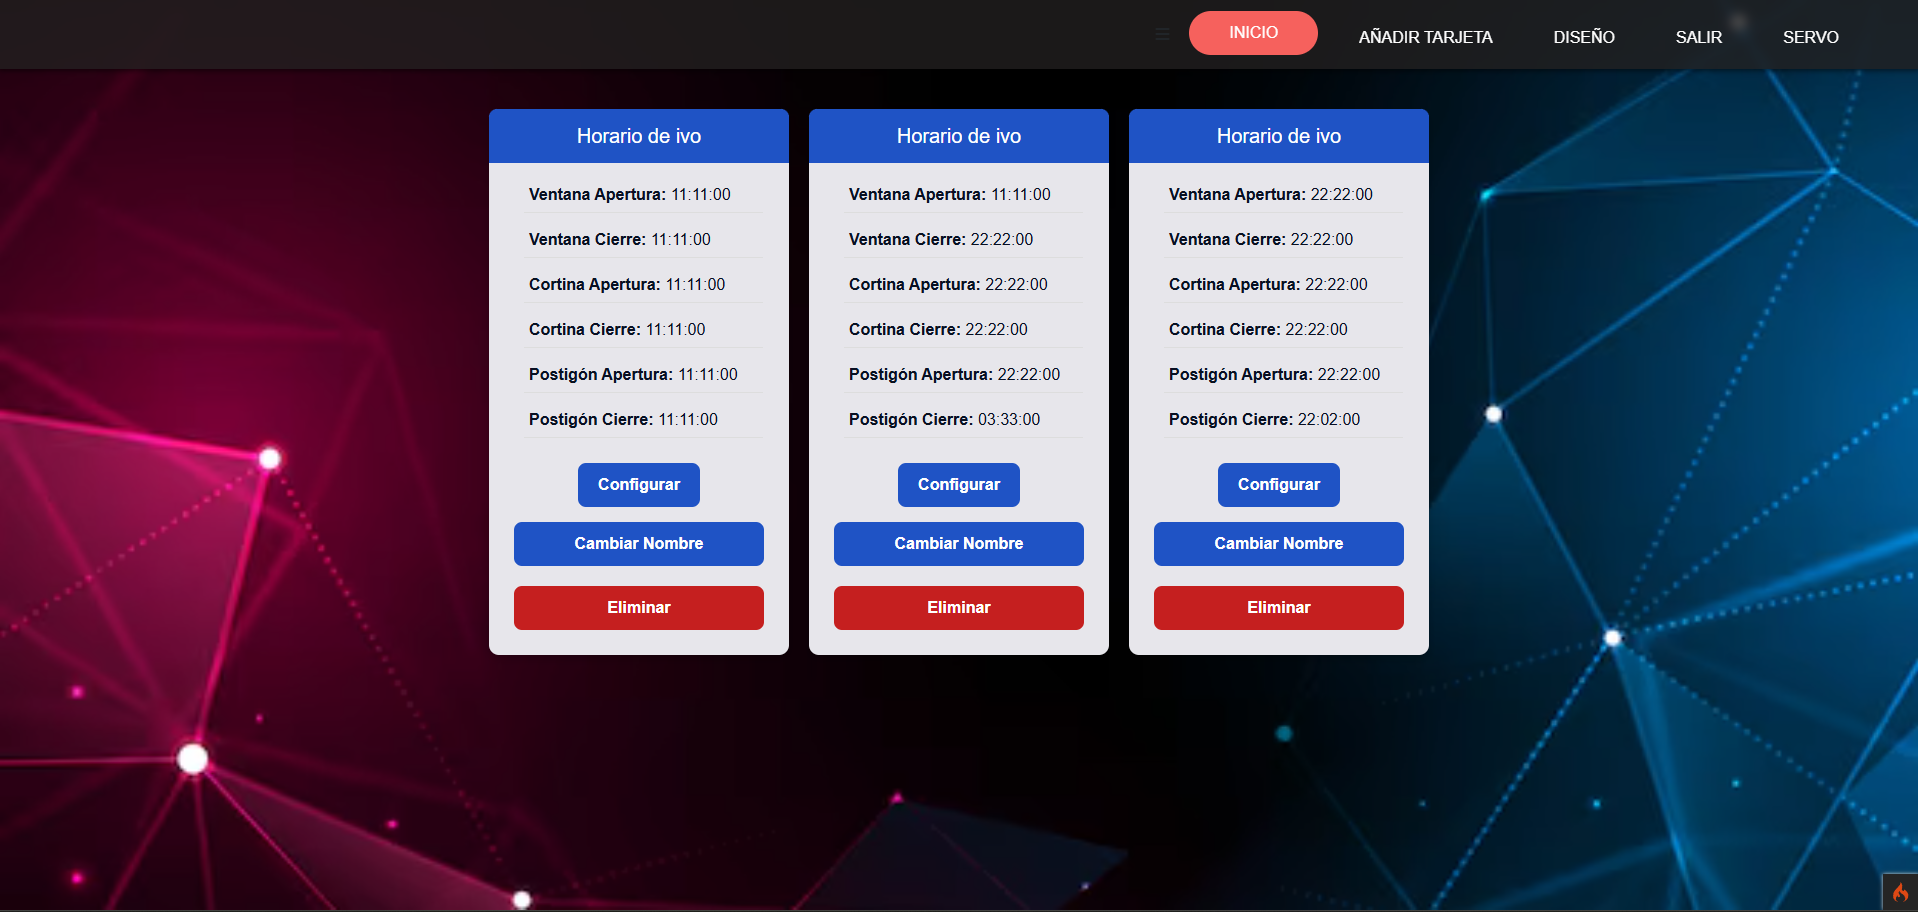 INICIO
AÑADIR TARJETA
DISEÑO
SALIR
SERVO
Horario de ivo
Ventana Apertura: 11:11:00
Ventana Cierre: 11:11:00
Cortina Apertura: 11:11:00
Cortina Cierre: 11:11:00
Postigón Apertura: 11:11:00
Postigón Cierre: 11:11:00
Configurar
Cambiar Nombre
Eliminar
Horario de ivo
Ventana Apertura: 11:11:00
Ventana Cierre: 22:22:00
Cortina Apertura: 22:22:00
Cortina Cierre: 22:22:00
Postigón Apertura: 22:22:00
Postigón Cierre: 03:33:00
Configurar
Cambiar Nombre
Eliminar
Horario de ivo
Ventana Apertura: 22:22:00
Ventana Cierre: 22:22:00
Cortina Apertura: 22:22:00
Cortina Cierre: 22:22:00
Postigón Apertura: 22:22:00
Postigón Cierre: 22:02:00
Configurar
Cambiar Nombre
Eliminar